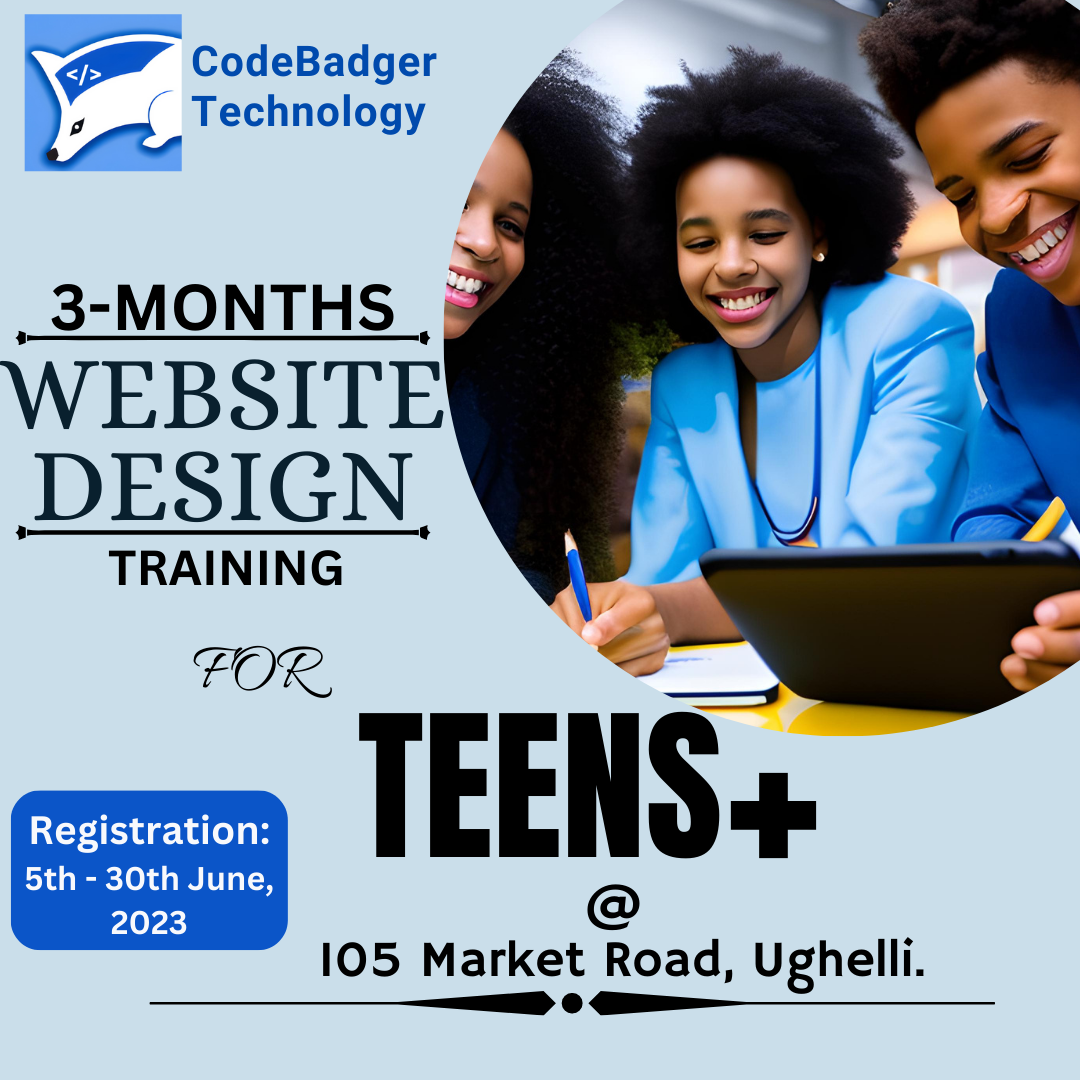 </>
CodeBadger
Technology
3-MONTHS
WEBSITE
DESIGN
TRAINING
FOR
TEENS+
Registration:
5th - 30th June,
2023
@
105 Market Road, Ughelli.